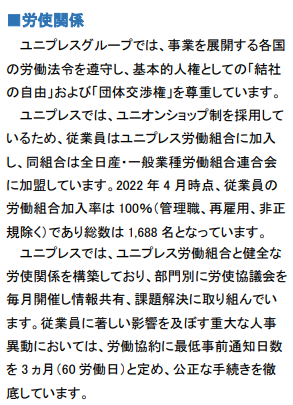 ■労使関係
ユニプレスグループでは、事業を展開する各国
の労働法令を遵守し、基本的人権としての「結社
の自由」および「団体交渉権」を尊重しています。
ユニプレスでは、ユニオンショップ制を採用して
いるため、従業員はユニプレス労働組合に加入
し、同組合は全日産・一般業種労働組合連合会
に加盟しています。2022 年 4 月時点、従業員の
労働組合加入率は 100%(管理職、再雇用、非正
規除く)であり総数は 1,688 名となっています。
ユニプレスでは、ユニプレス労働組合と健全な
労使関係を構築しており、部門別に労使協議会を
毎月開催し情報共有、課題解決に取り組んでい
ます。従業員に著しい影響を及ぼす重大な人事
異動においては、労働協約に最低事前通知日数
を 3 ヵ月(60 労働日)と定め、公正な手続きを徹
底しています。